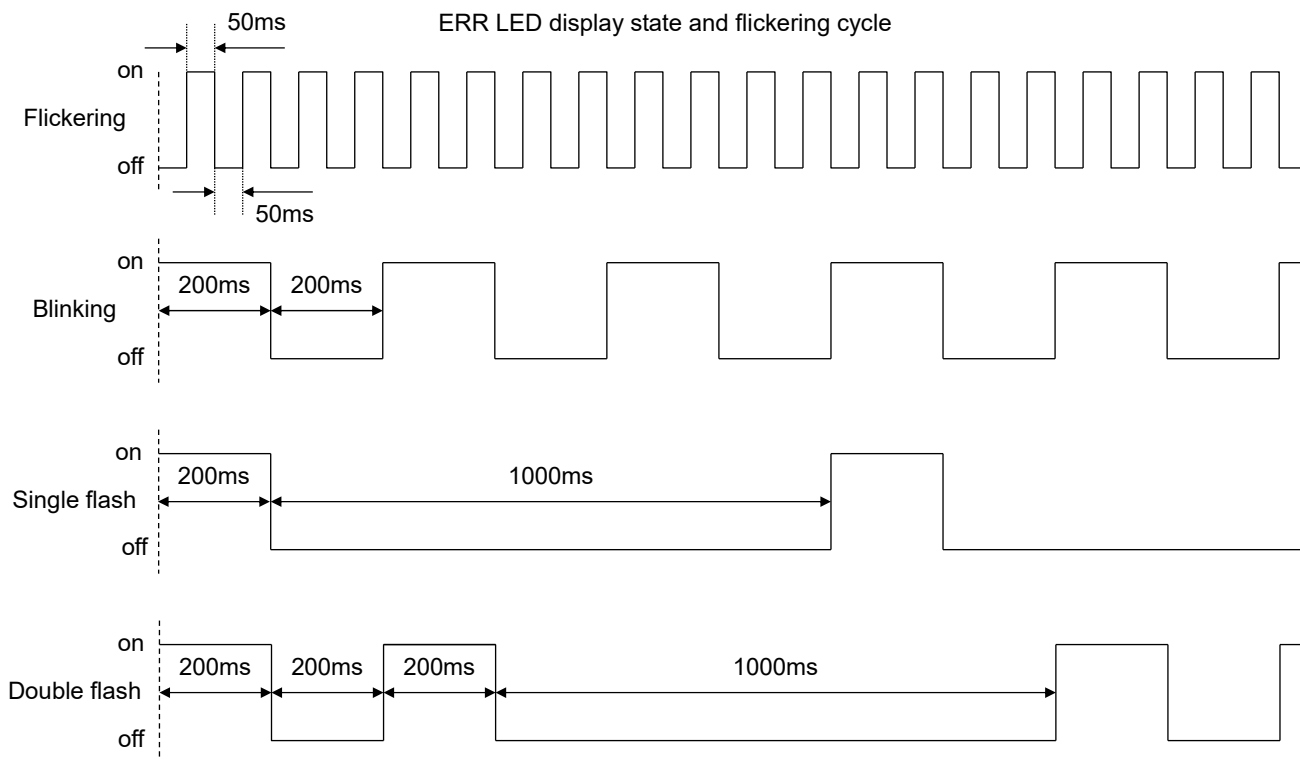 ERR LED display state and flickering cycle
50ms
on
Flickering
off
50ms
on
200ms 200ms
Blinking
off
on
200ms 1000ms
Single flash
off
on
200ms 200ms 200ms 1000ms
Double flash
off